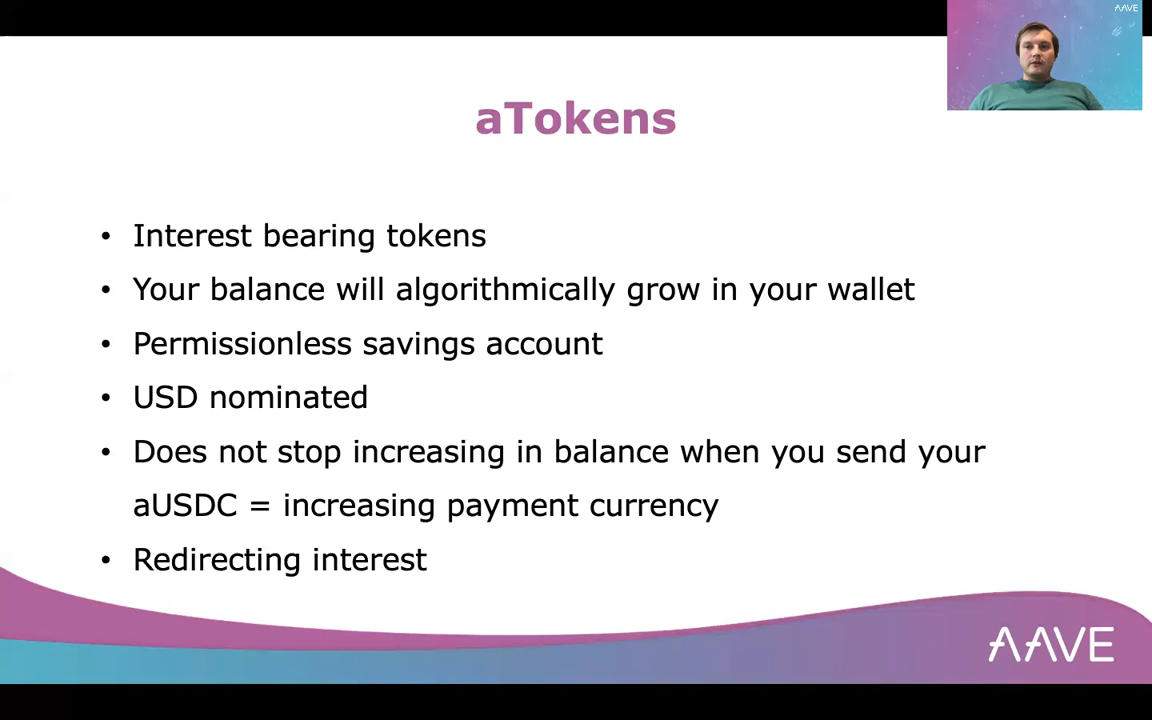 AAVE
aTokens
• Interest bearing tokens
• Your balance will algorithmically grow in your wallet
• Permissionless savings account
• USD nominated
• Does not stop increasing in balance when you send your
aUSDC = increasing payment currency
• Redirecting interest
AAVE